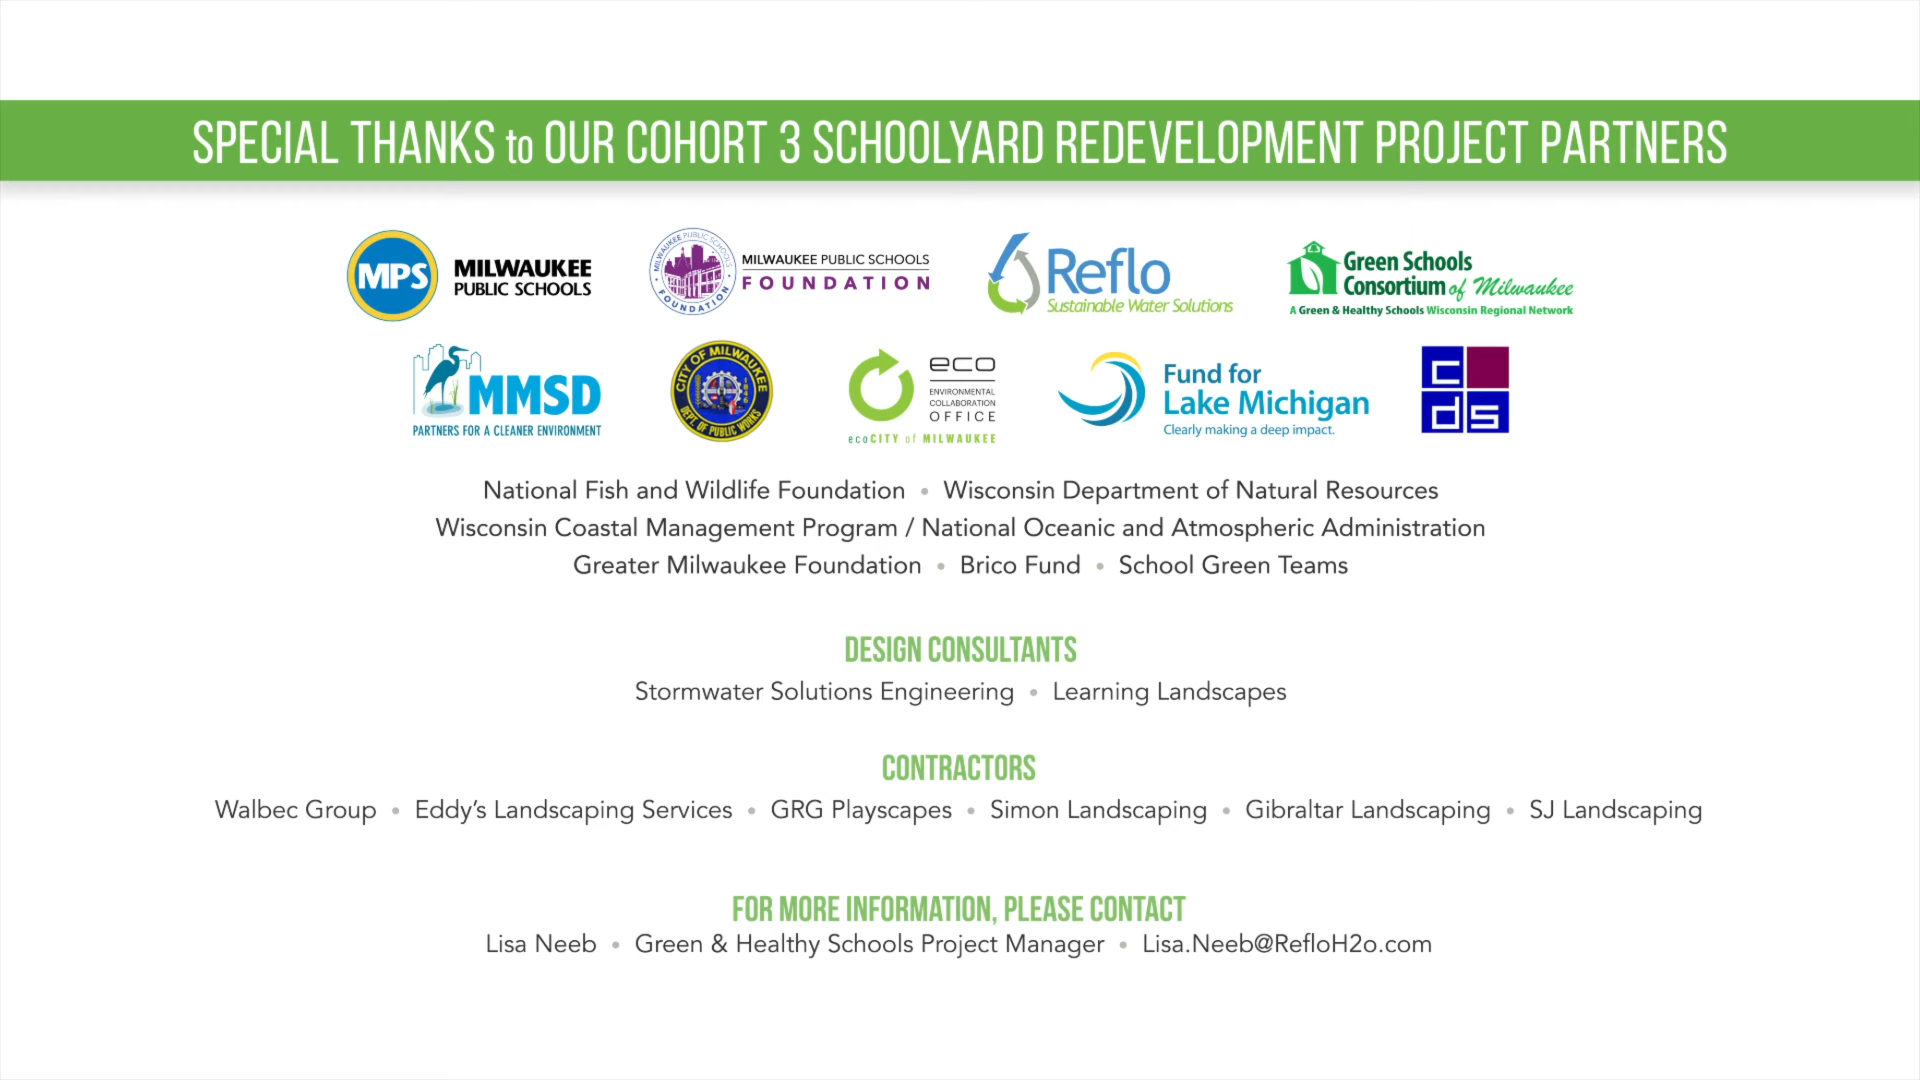 SPECIAL THANKS to OUR COHORT 3 SCHOOLYARD REDEVELOPMENT PROJECT PARTNERS
MPS
MILWAUKEE
PUBLIC SCHOOLS
MILWAUKEE PUBLIC SCHOOLS
FOUNDATION
MILWAUKEE PUBLIC SCHOOLS
FOUNDATION
Reflo
Sustainable Water Solutions
Green Schools
Consortium of Milwaukee
A Green & Healthy Schools Wisconsin Regional Network
MMSD
PARTNERS FOR A CLEANER ENVIRONMENT
CITY OF MILWAUKEE
1846
DEPT. OF PUBLIC WORKS
eco
ENVIRONMENTAL
COLLABORATION
OFFICE
ecoCITY of MILWAUKEE
Fund for
Lake Michigan
Clearly making a deep impact.
c
ds
National Fish and Wildlife Foundation • Wisconsin Department of Natural Resources
Wisconsin Coastal Management Program / National Oceanic and Atmospheric Administration
Greater Milwaukee Foundation • Brico Fund • School Green Teams
DESIGN CONSULTANTS
Stormwater Solutions Engineering • Learning Landscapes
CONTRACTORS
Walbec Group • Eddy’s Landscaping Services • GRG Playscapes • Simon Landscaping • Gibraltar Landscaping • SJ Landscaping
FOR MORE INFORMATION, PLEASE CONTACT
Lisa Neeb • Green & Healthy Schools Project Manager • Lisa.Neeb@RefloH2o.com